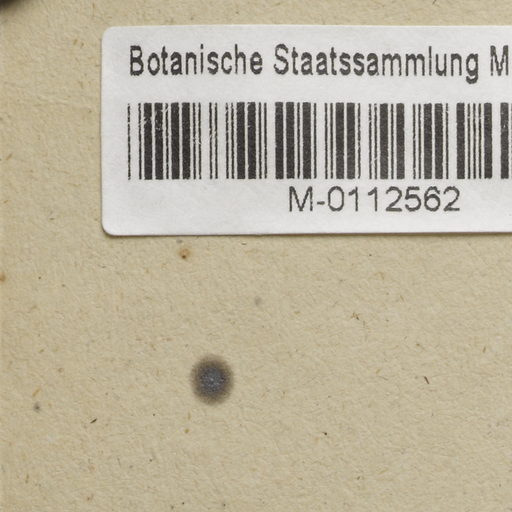 Botanische Staatssammlung M
M-0112562